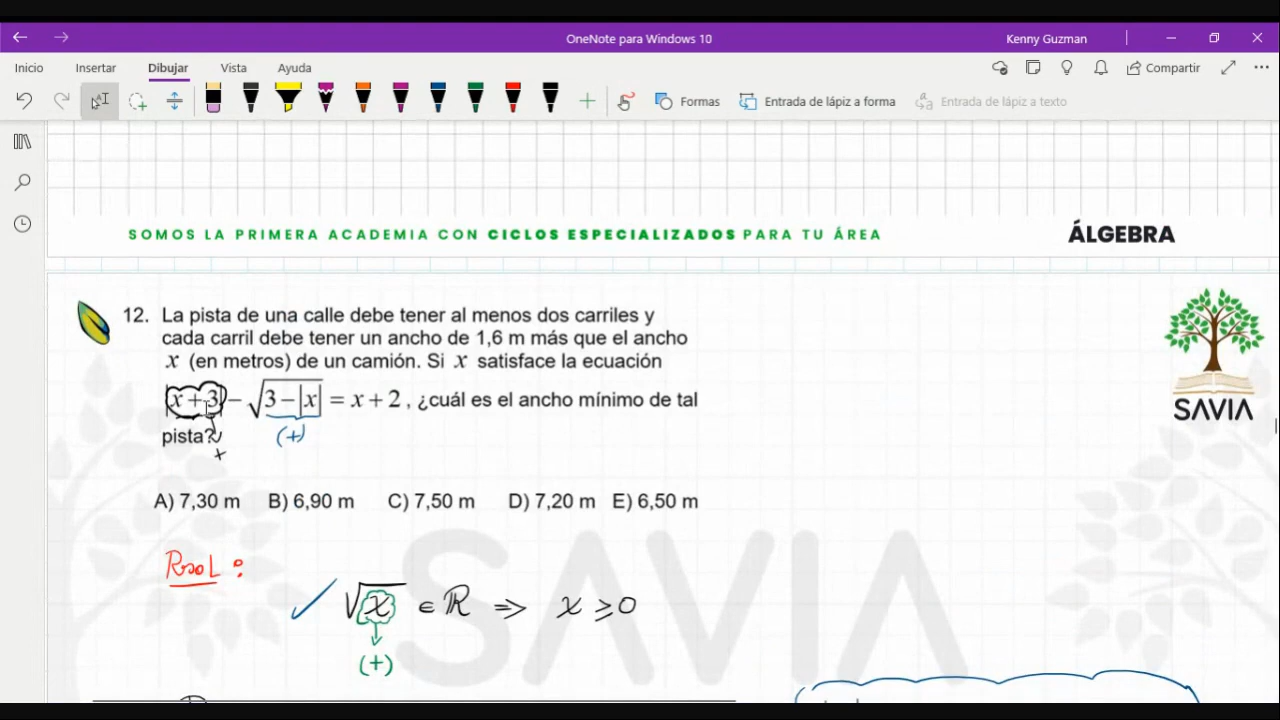 OneNote para Windows 10
Kenny Guzman
Inicio Insertar Dibujar Vista Ayuda
Compartir
Formas Entrada de lápiz a forma Entrada de lápiz a texto
SOMOS LA PRIMERA ACADEMIA CON CICLOS ESPECIALIZADOS PARA TU ÁREA
ÁLGEBRA
12. La pista de una calle debe tener al menos dos carriles y
cada carril debe tener un ancho de 1,6 m más que el ancho
x (en metros) de un camión. Si x satisface la ecuación
|x + 3| − √3 − |x| = x + 2 , ¿cuál es el ancho mínimo de tal
pista?
(+)
+
SAVIA
A) 7,30 m B) 6,90 m C) 7,50 m D) 7,20 m E) 6,50 m
SAVIA
Resol :
√x ∈ ℝ ⇒ x ≥ 0
(+)